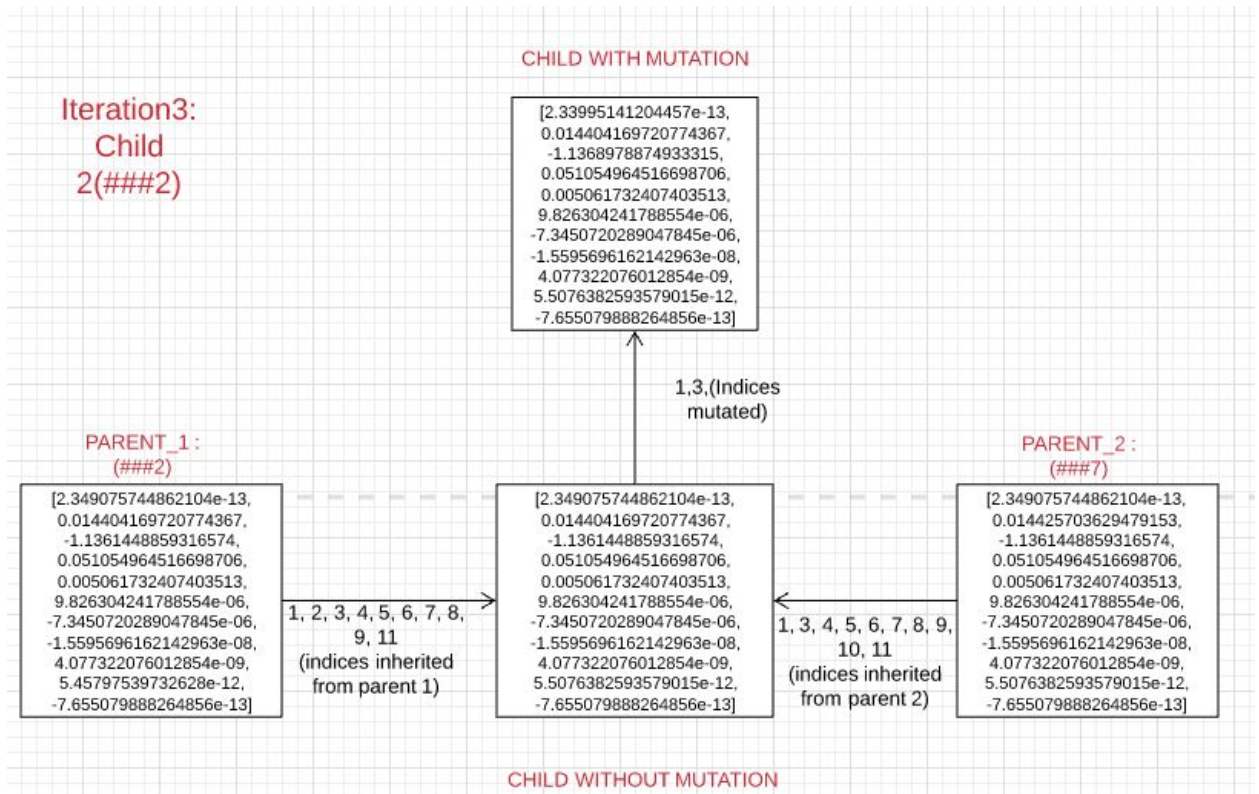 CHILD WITH MUTATION
Iteration3:
Child
2(###2)
[2.33995141204457e-13,
0.014404169720774367,
-1.1368978874933315,
0.051054964516698706,
0.005061732407403513,
9.826304241788554e-06,
-7.3450720289047845e-06,
-1.5595696162142963e-08,
4.077322076012854e-09,
5.5076382593579015e-12,
-7.655079888264856e-13]
1,3,(Indices
mutated)
PARENT_1 :
(###2)
[2.349075744862104e-13,
0.014404169720774367,
-1.1361448859316574,
0.051054964516698706,
0.005061732407403513,
9.826304241788554e-06,
-7.3450720289047845e-06,
-1.5595696162142963e-08,
4.077322076012854e-09,
5.45797539732628e-12,
-7.655079888264856e-13]
1, 2, 3, 4, 5, 6, 7, 8,
9, 11
(indices inherited
from parent 1)
[2.349075744862104e-13,
0.014404169720774367,
-1.1361448859316574,
0.051054964516698706,
0.005061732407403513,
9.826304241788554e-06,
-7.3450720289047845e-06,
-1.5595696162142963e-08,
4.077322076012854e-09,
5.5076382593579015e-12,
-7.655079888264856e-13]
1, 3, 4, 5, 6, 7, 8, 9,
10, 11
(indices inherited
from parent 2)
PARENT_2 :
(###7)
[2.349075744862104e-13,
0.014425703629479153,
-1.1361448859316574,
0.051054964516698706,
0.005061732407403513,
9.826304241788554e-06,
-7.3450720289047845e-06,
-1.5595696162142963e-08,
4.077322076012854e-09,
5.5076382593579015e-12,
-7.655079888264856e-13]
CHILD WITHOUT MUTATION